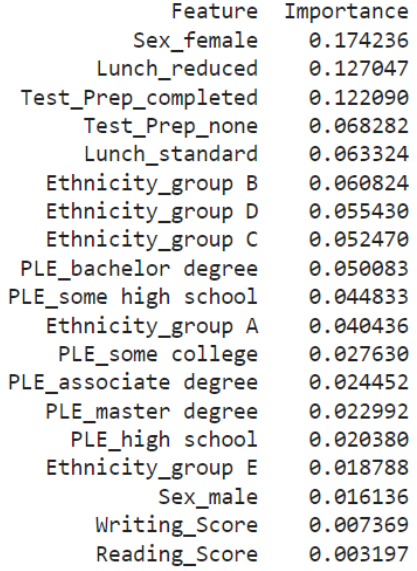 Feature Importance
Sex_female 0.174236
Lunch_reduced 0.127047
Test_Prep_completed 0.122090
Test_Prep_none 0.068282
Lunch_standard 0.063324
Ethnicity_group B 0.060824
Ethnicity_group D 0.055430
Ethnicity_group C 0.052470
PLE_bachelor degree 0.050083
PLE_some high school 0.044833
Ethnicity_group A 0.040436
PLE_some college 0.027630
PLE_associate degree 0.024452
PLE_master degree 0.022992
PLE_high school 0.020380
Ethnicity_group E 0.018788
Sex_male 0.016136
Writing_Score 0.007369
Reading_Score 0.003197